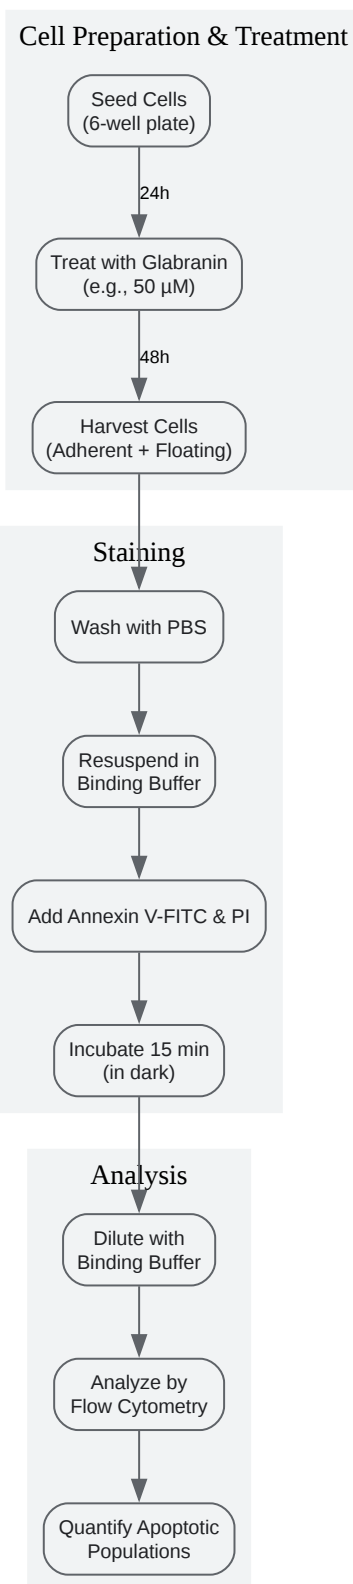 Cell Preparation & Treatment
Seed Cells
(6-well plate)
24h
Treat with Glabranin
(e.g., 50 µM)
48h
Harvest Cells
(Adherent + Floating)
Staining
Wash with PBS
Resuspend in
Binding Buffer
Add Annexin V-FITC & PI
Incubate 15 min
(in dark)
Analysis
Dilute with
Binding Buffer
Analyze by
Flow Cytometry
Quantify Apoptotic
Populations